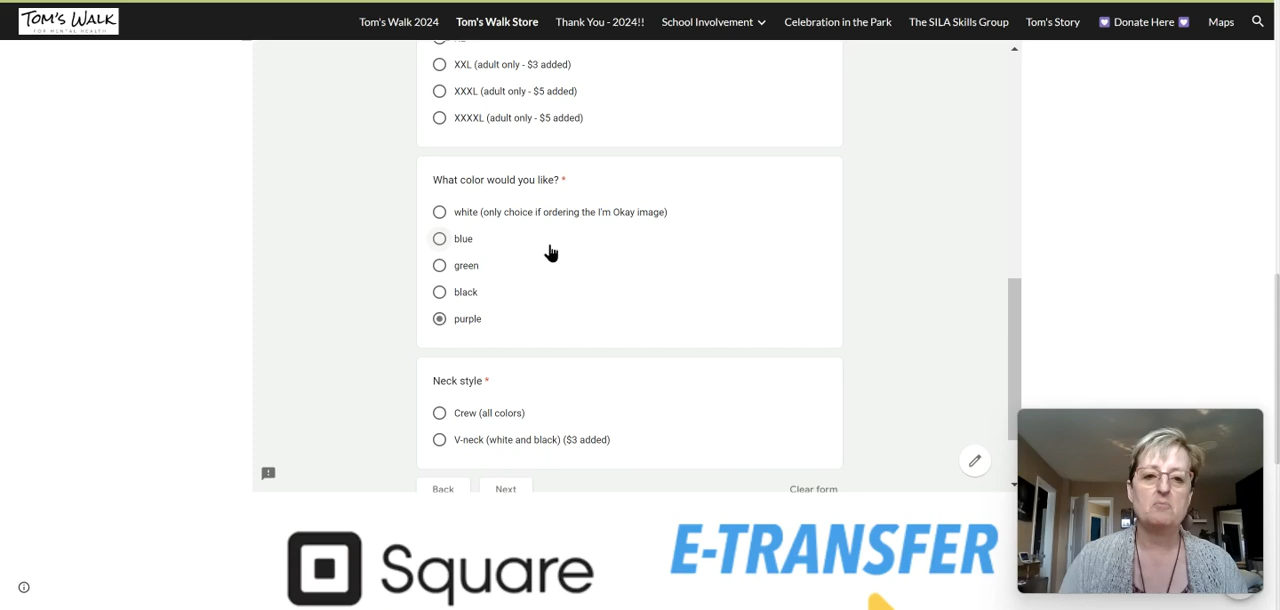 TOM'S WALK
FOR MENTAL HEALTH
Tom's Walk 2024
Tom's Walk Store
Thank You - 2024!!
School Involvement
Celebration in the Park
The SILA Skills Group
Tom's Story
Donate Here
Maps
XXL (adult only - $3 added)
XXXL (adult only - $5 added)
XXXXL (adult only - $5 added)
What color would you like? *
white (only choice if ordering the I'm Okay image)
blue
green
black
purple
Neck style *
Crew (all colors)
V-neck (white and black) ($3 added)
Back
Next
Clear form
Square
E-TRANSFER